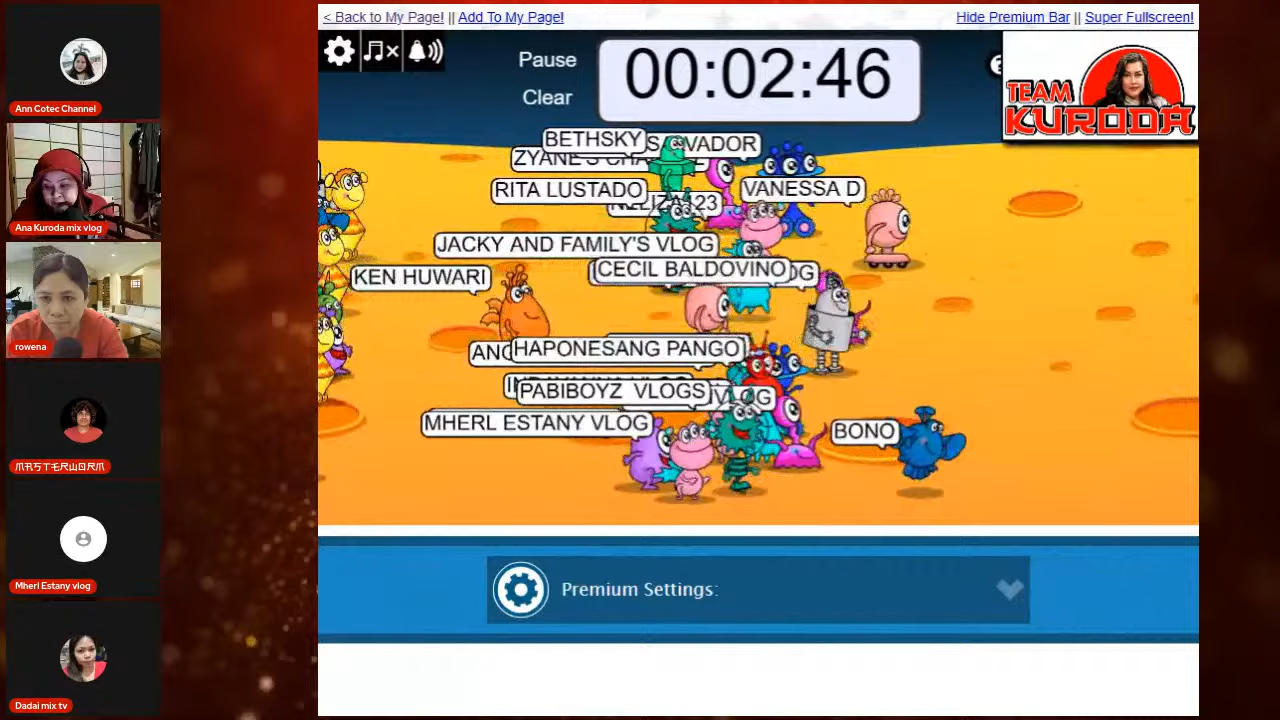 < Back to My Page! || Add To My Page!
Hide Premium Bar || Super Fullscreen!
Pause
Clear
00:02:46
TEAM
KURODA
BETHSKY
RITA LUSTADO
VANESSA D
JACKY AND FAMILY'S VLOG
CECIL BALDOVINO
KEN HUWARI
HAPONESANG PANGO
PABIBOYZ VLOGS
MHERL ESTANY VLOG
BONO
Premium Settings:
Ann Cotec Channel
Ana Kuroda mix vlog
rowena
Mherl Estany vlog
Dadai mix tv